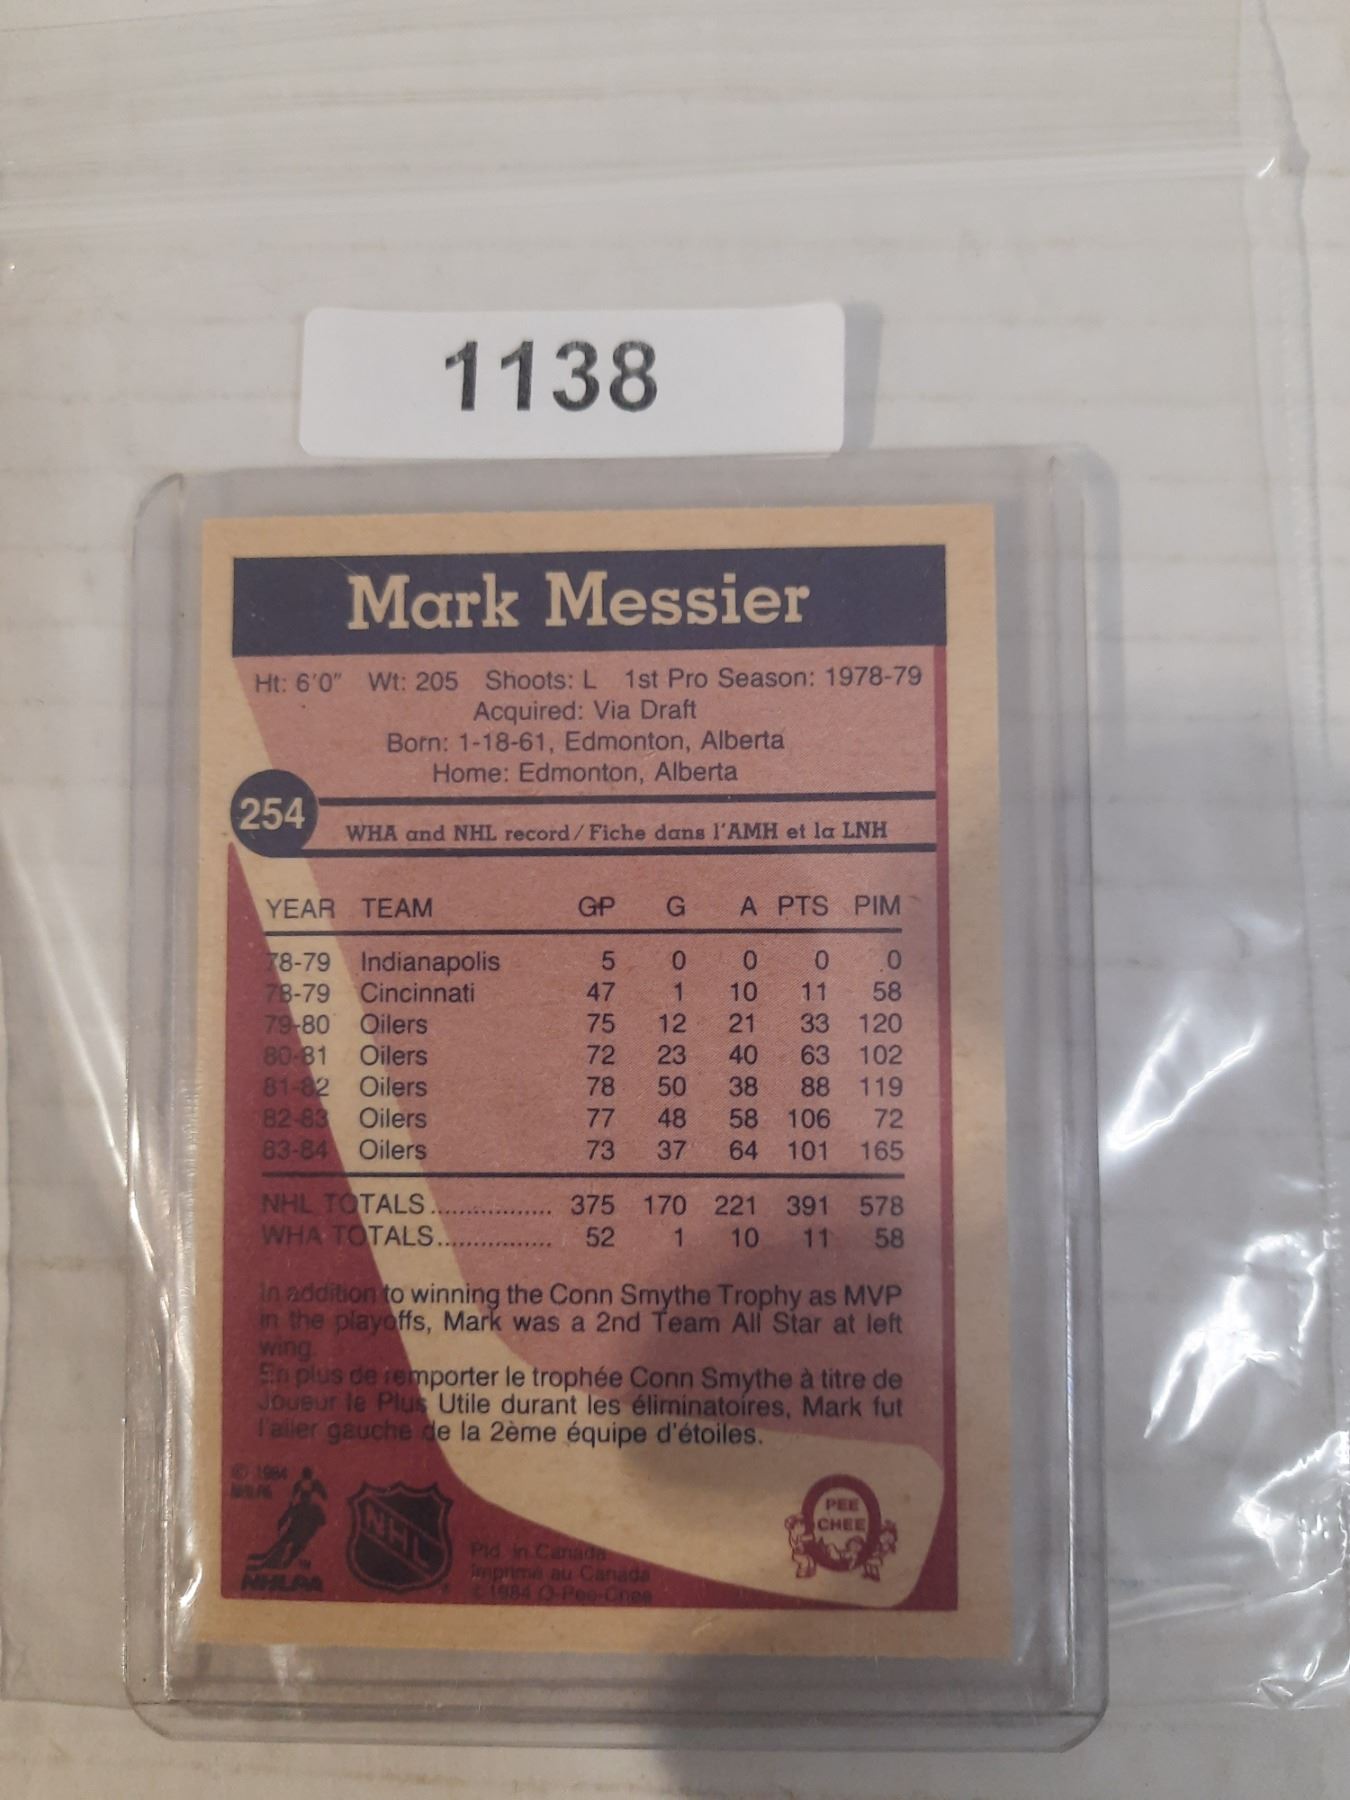 1138
Mark Messier
Ht: 6'0" Wt: 205 Shoots: L 1st Pro Season: 1978-79
Acquired: Via Draft
Born: 1-18-61, Edmonton, Alberta
Home: Edmonton, Alberta
254
WHA and NHL record/Fiche dans l'AMH et la LNH
YEAR TEAM GP G A PTS PIM
78-79 Indianapolis 5 0 0 0 0
78-79 Cincinnati 47 1 10 11 58
79-80 Oilers 75 12 21 33 120
80-81 Oilers 72 23 40 63 102
81-82 Oilers 78 50 38 88 119
82-83 Oilers 77 48 58 106 72
83-84 Oilers 73 37 64 101 165
NHL TOTALS................. 375 170 221 391 578
WHA TOTALS................ 52 1 10 11 58
In addition to winning the Conn Smythe Trophy as MVP
in the playoffs, Mark was a 2nd Team All Star at left
wing.
En plus de remporter le trophée Conn Smythe à titre de
Joueur le Plus Utile durant les éliminatoires, Mark fut
l'ailer gauche de la 2ème équipe d'étoiles.
© 1984
NHLPA
TM
NHLPA
NHL
Ptd. in Canada
Imprimé au Canada
© 1984 O-Pee-Chee
PEE
CHEE